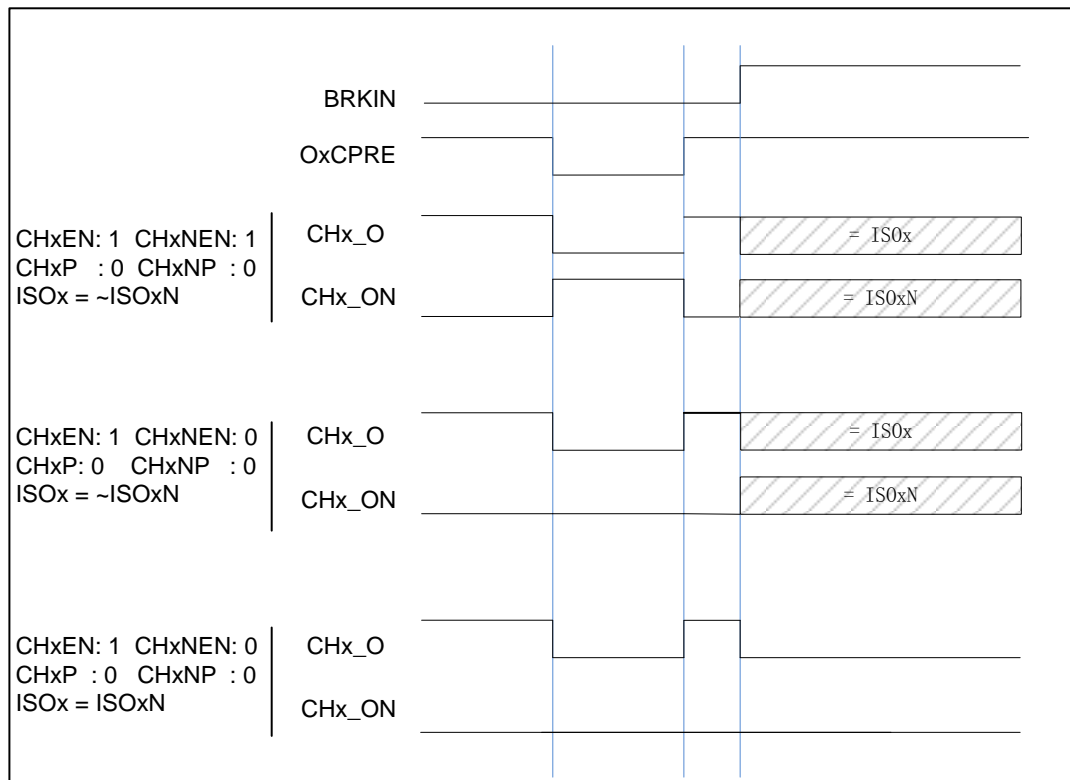 BRKIN
OxCPRE
CHxEN: 1 CHxNEN: 1
CHxP : 0 CHxNP : 0
ISOx = ~ISOxN
CHx_O
= ISOx
CHx_ON
= ISOxN
CHxEN: 1 CHxNEN: 0
CHxP: 0 CHxNP : 0
ISOx = ~ISOxN
CHx_O
= ISOx
CHx_ON
= ISOxN
CHxEN: 1 CHxNEN: 0
CHxP : 0 CHxNP : 0
ISOx = ISOxN
CHx_O
CHx_ON